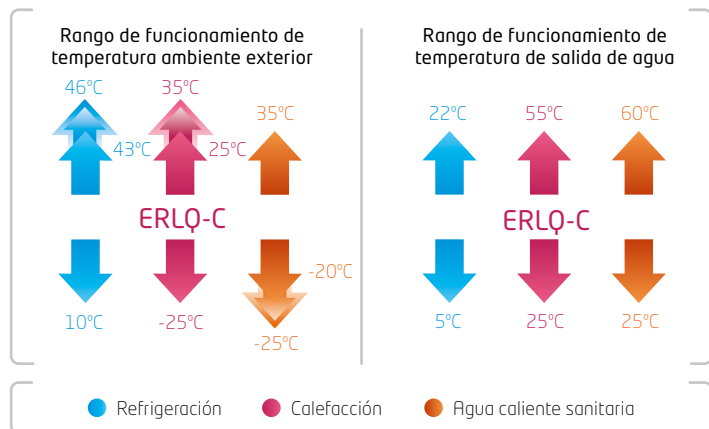 Rango de funcionamiento de
temperatura ambiente exterior
46ºC
35ºC
35ºC
43ºC
25ºC
ERLQ-C
-20ºC
10ºC
-25ºC
-25ºC
Rango de funcionamiento de
temperatura de salida de agua
22ºC
55ºC
60ºC
ERLQ-C
5ºC
25ºC
25ºC
Refrigeración
Calefacción
Agua caliente sanitaria